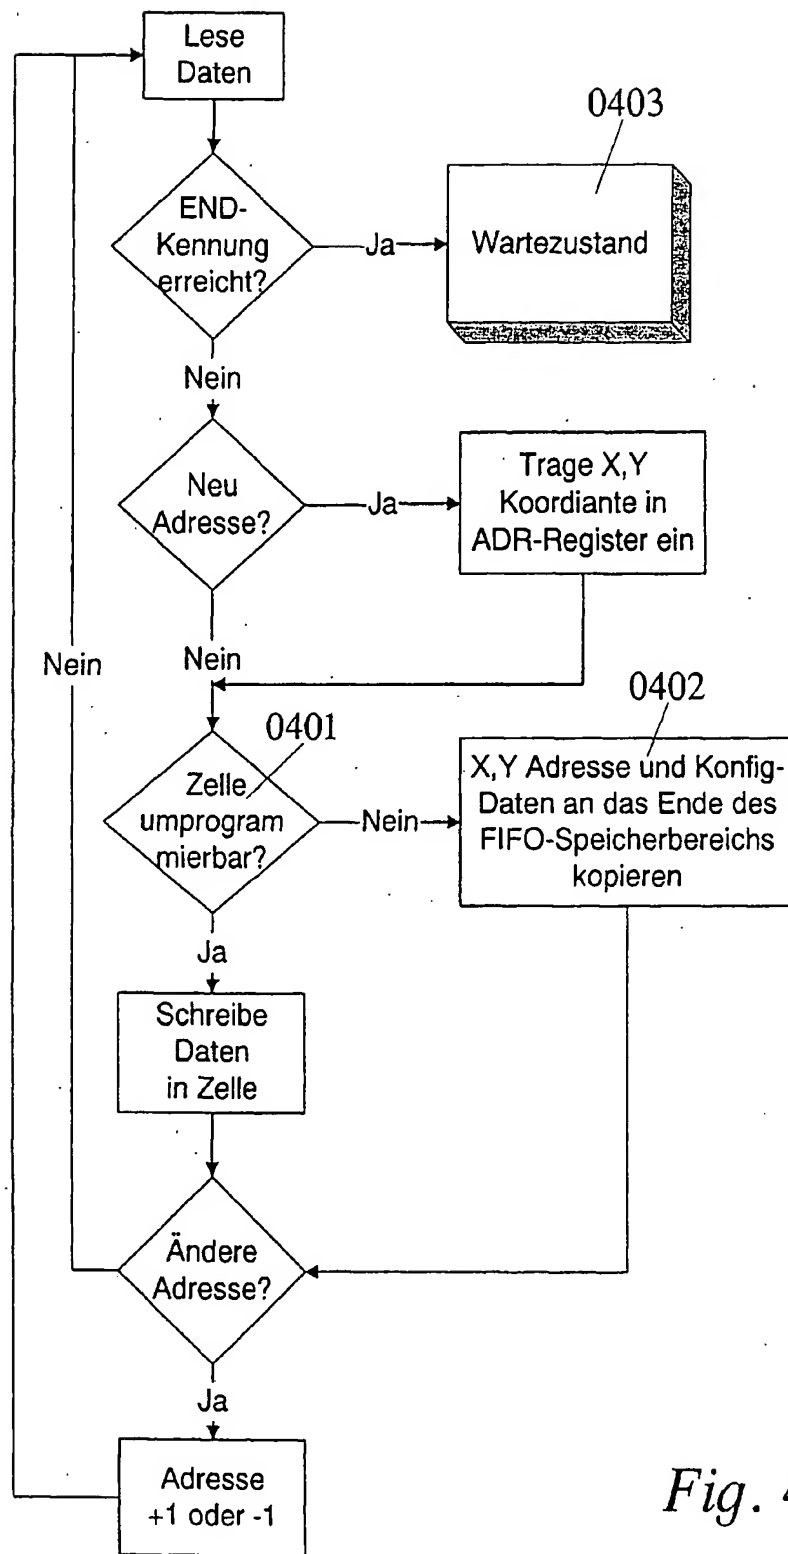 Lese
Daten
0403
END-
Kennung
erreicht?
Ja
Wartezustand
Nein
Neu
Adresse?
Ja
Trage X,Y
Koordiante in
ADR-Register ein
Nein
Nein
0401
0402
Zelle
umprogram
mierbar?
Nein
X,Y Adresse und Konfig-
Daten an das Ende des
FIFO-Speicherbereichs
kopieren
Ja
Schreibe
Daten
in Zelle
Ändere
Adresse?
Ja
Adresse
+1 oder -1
Fig. 4